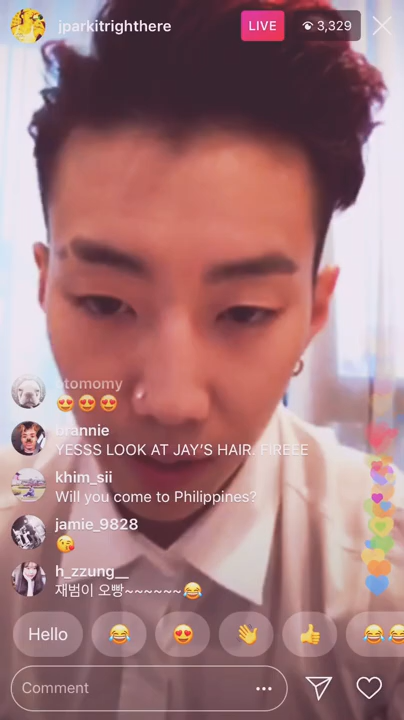 jparkitrighthere
LIVE
3,329
tomomy
😍😍😍
brannie
YESSS LOOK AT JAY'S HAIR. FIREEE
khim_sii
Will you come to Philippines?
jamie_9828
😘
h_zzung__
재범이 오빵~~~~~~😂
Hello 😂 😍 👋 👍 😂😂
Comment